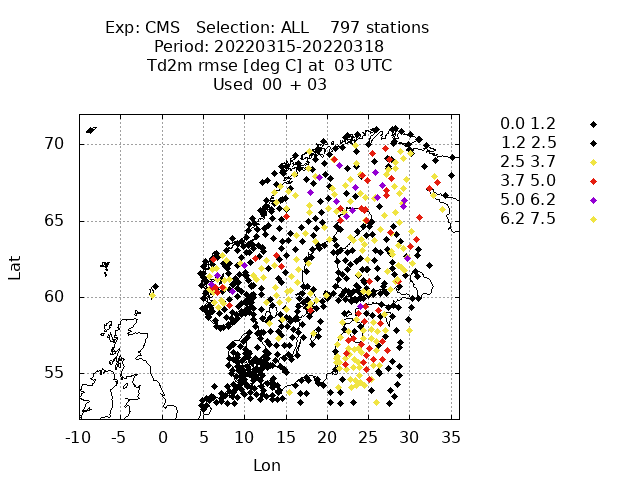 Exp: CMS Selection: ALL 797 stations
Period: 20220315-20220318
Td2m rmse [deg C] at 03 UTC
Used 00 + 03
0.0 1.2
1.2 2.5
2.5 3.7
3.7 5.0
5.0 6.2
6.2 7.5
70
65
60
55
Lat
-10 -5 0 5 10 15 20 25 30 35
Lon